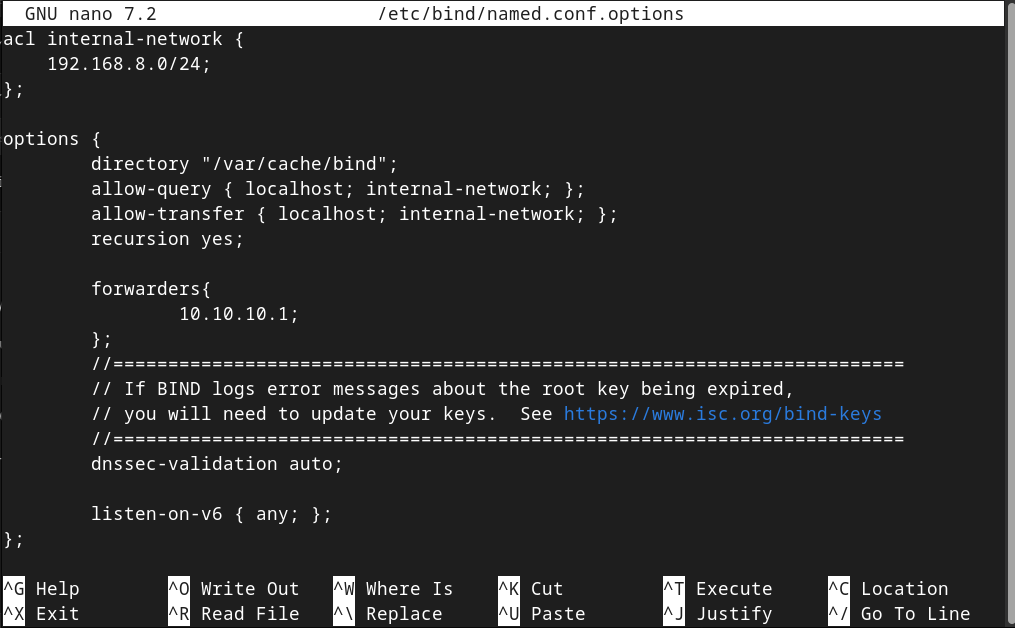 GNU nano 7.2 /etc/bind/named.conf.options
acl internal-network {
    192.168.8.0/24;
};

options {
        directory "/var/cache/bind";
        allow-query { localhost; internal-network; };
        allow-transfer { localhost; internal-network; };
        recursion yes;

        forwarders{
                10.10.10.1;
        };
        //========================================================================
        // If BIND logs error messages about the root key being expired,
        // you will need to update your keys.  See https://www.isc.org/bind-keys
        //========================================================================
        dnssec-validation auto;

        listen-on-v6 { any; };
};

^G Help ^O Write Out ^W Where Is ^K Cut ^T Execute ^C Location
^X Exit ^R Read File ^\ Replace ^U Paste ^J Justify ^/ Go To Line